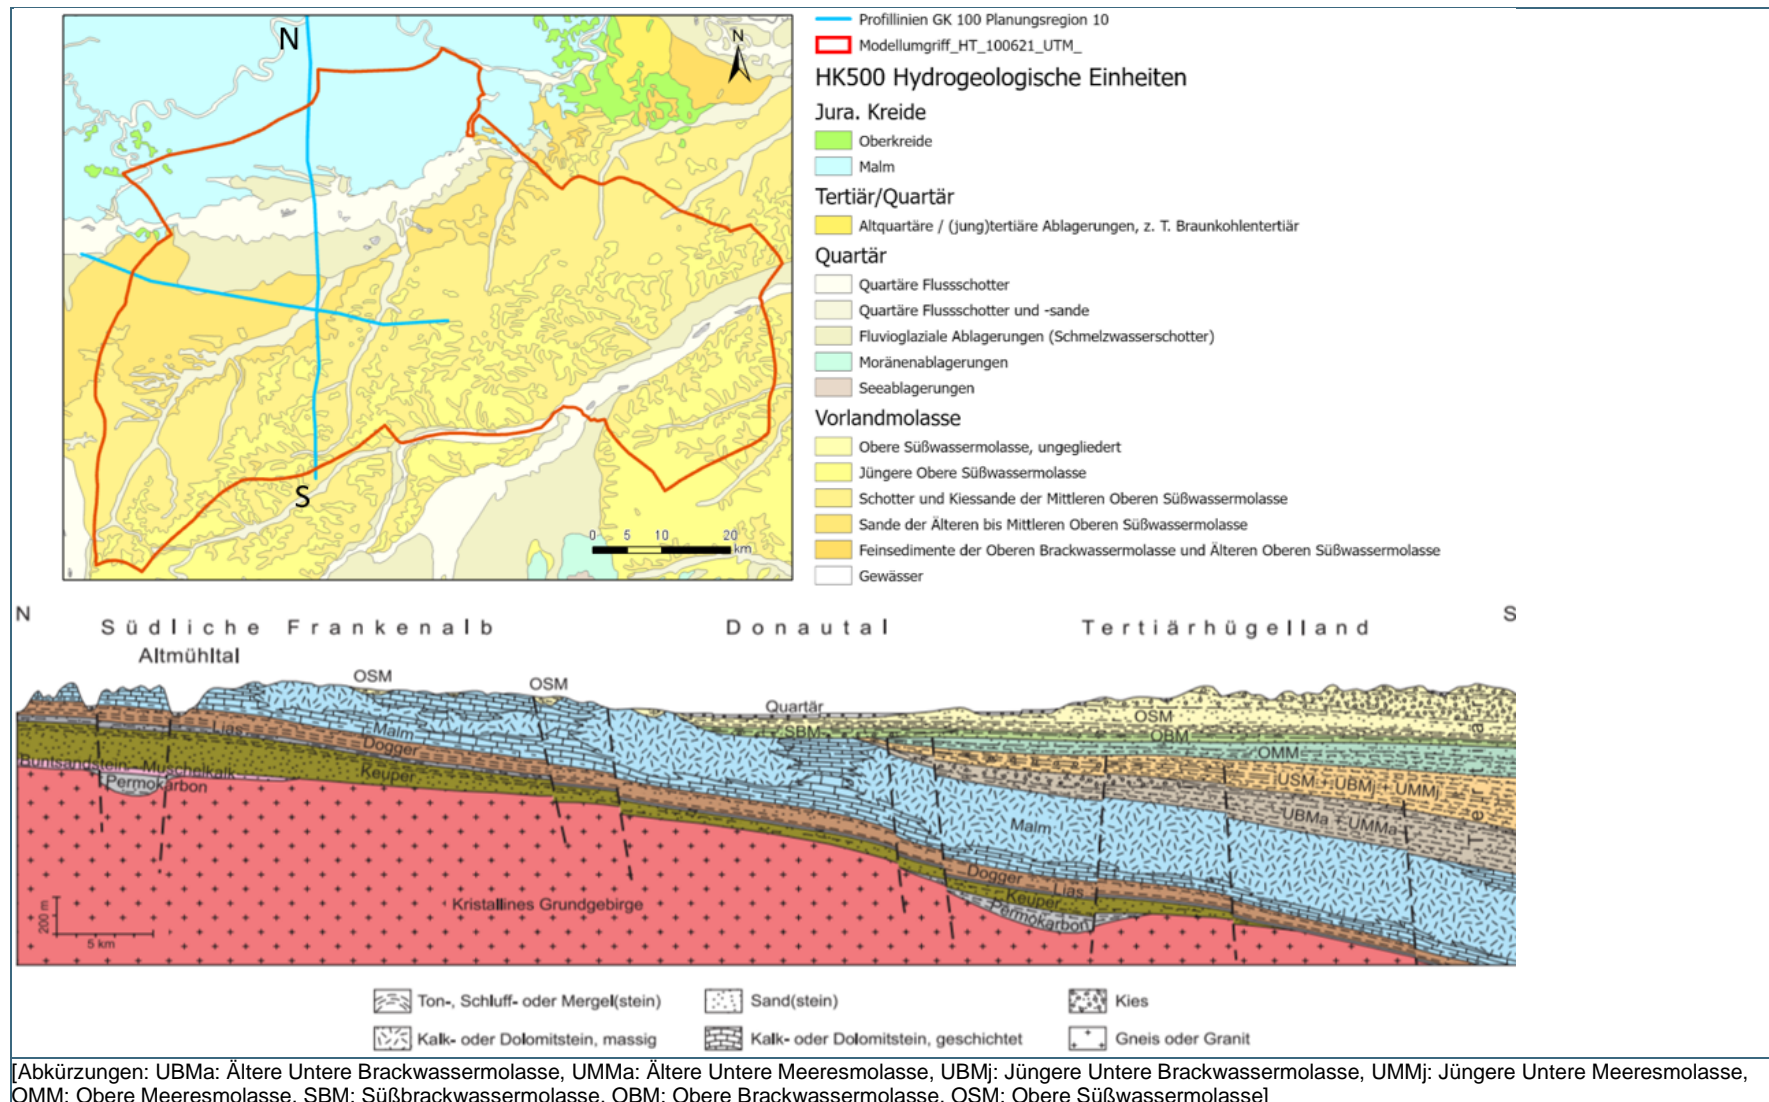 N
N
S
0 5 10 20
km
Profillinien GK 100 Planungsregion 10
Modellumgriff_HT_100621_UTM_
HK500 Hydrogeologische Einheiten
Jura. Kreide
Oberkreide
Malm
Tertiär/Quartär
Altquartäre / (jung)tertiäre Ablagerungen, z. T. Braunkohlentertiär
Quartär
Quartäre Flussschotter
Quartäre Flussschotter und -sande
Fluvioglaziale Ablagerungen (Schmelzwasserschotter)
Moränenablagerungen
Seeablagerungen
Vorlandmolasse
Obere Süßwassermolasse, ungegliedert
Jüngere Obere Süßwassermolasse
Schotter und Kiessande der Mittleren Oberen Süßwassermolasse
Sande der Älteren bis Mittleren Oberen Süßwassermolasse
Feinsedimente der Oberen Brackwassermolasse und Älteren Oberen Süßwassermolasse
Gewässer
N S
Südliche Frankenalb Donautal Tertiärhügelland
Altmühltal
OSM
OSM
Quartär
OSM
SBM
OBM
OMM
USM + UBMj + UMMj
UBMa + UMMa
Tertiär
Lias
Malm
Dogger
Keuper
Buntsandstein - Muschelkalk
Permokarbon
Malm
Dogger
Lias
Keuper
Permokarbon
Kristallines Grundgebirge
200 m
5 km
Ton-, Schluff- oder Mergel(stein)
Sand(stein)
Kies
Kalk- oder Dolomitstein, massig
Kalk- oder Dolomitstein, geschichtet
Gneis oder Granit
[Abkürzungen: UBMa: Ältere Untere Brackwassermolasse, UMMa: Ältere Untere Meeresmolasse, UBMj: Jüngere Untere Brackwassermolasse, UMMj: Jüngere Untere Meeresmolasse,
OMM: Obere Meeresmolasse, SBM: Süßbrackwassermolasse, OBM: Obere Brackwassermolasse, OSM: Obere Süßwassermolasse]